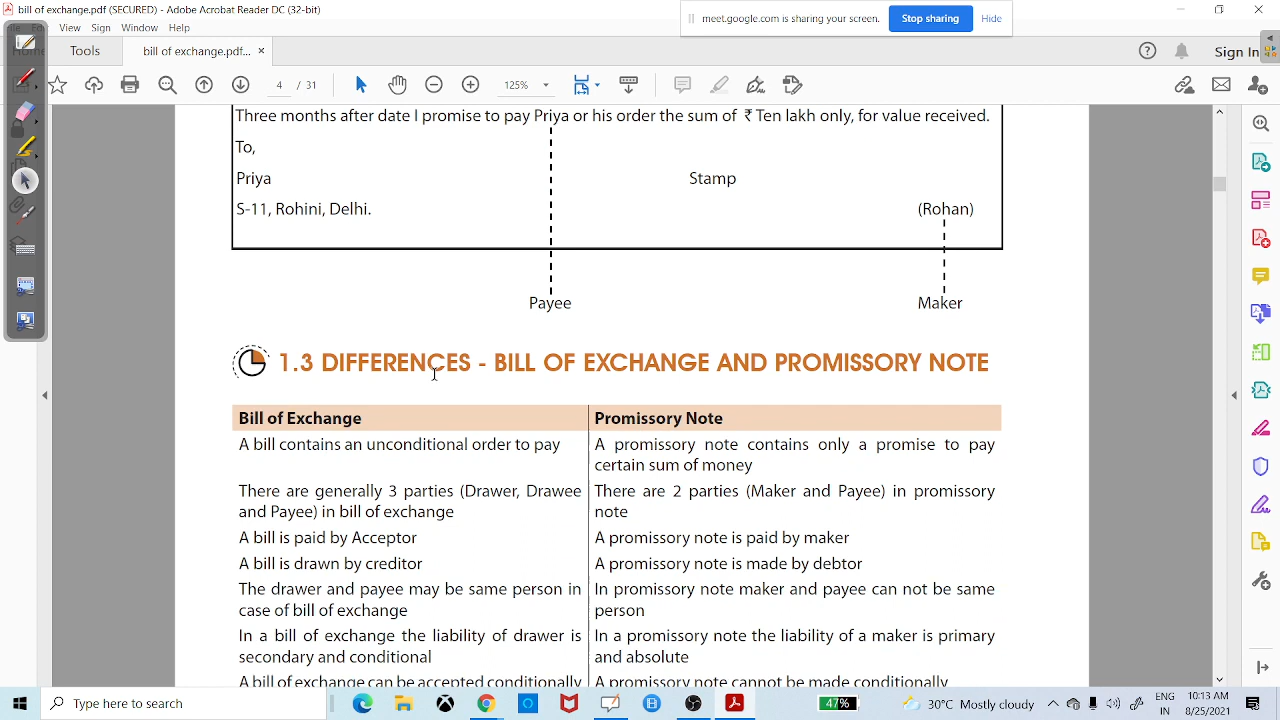 bill of exchange.pdf (SECURED) - Adobe Acrobat Reader DC (32-bit)
meet.google.com is sharing your screen. Stop sharing Hide
View Sign Window Help
Tools bill of exchange.pdf... × Sign In
4 / 31 125%
Three months after date I promise to pay Priya or his order the sum of ₹ Ten lakh only, for value received.
To,
Priya Stamp
S-11, Rohini, Delhi. (Rohan)
Payee Maker
1.3 DIFFERENCES - BILL OF EXCHANGE AND PROMISSORY NOTE
Bill of Exchange Promissory Note
A bill contains an unconditional order to pay A promissory note contains only a promise to pay
certain sum of money
There are generally 3 parties (Drawer, Drawee There are 2 parties (Maker and Payee) in promissory
and Payee) in bill of exchange note
A bill is paid by Acceptor A promissory note is paid by maker
A bill is drawn by creditor A promissory note is made by debtor
The drawer and payee may be same person in In promissory note maker and payee can not be same
case of bill of exchange person
In a bill of exchange the liability of drawer is In a promissory note the liability of a maker is primary
secondary and conditional and absolute
A bill of exchange can be accepted conditionally A promissory note cannot be made conditionally
Type here to search 47% 30°C Mostly cloudy ENG 10:13 AM
IN 8/25/2021